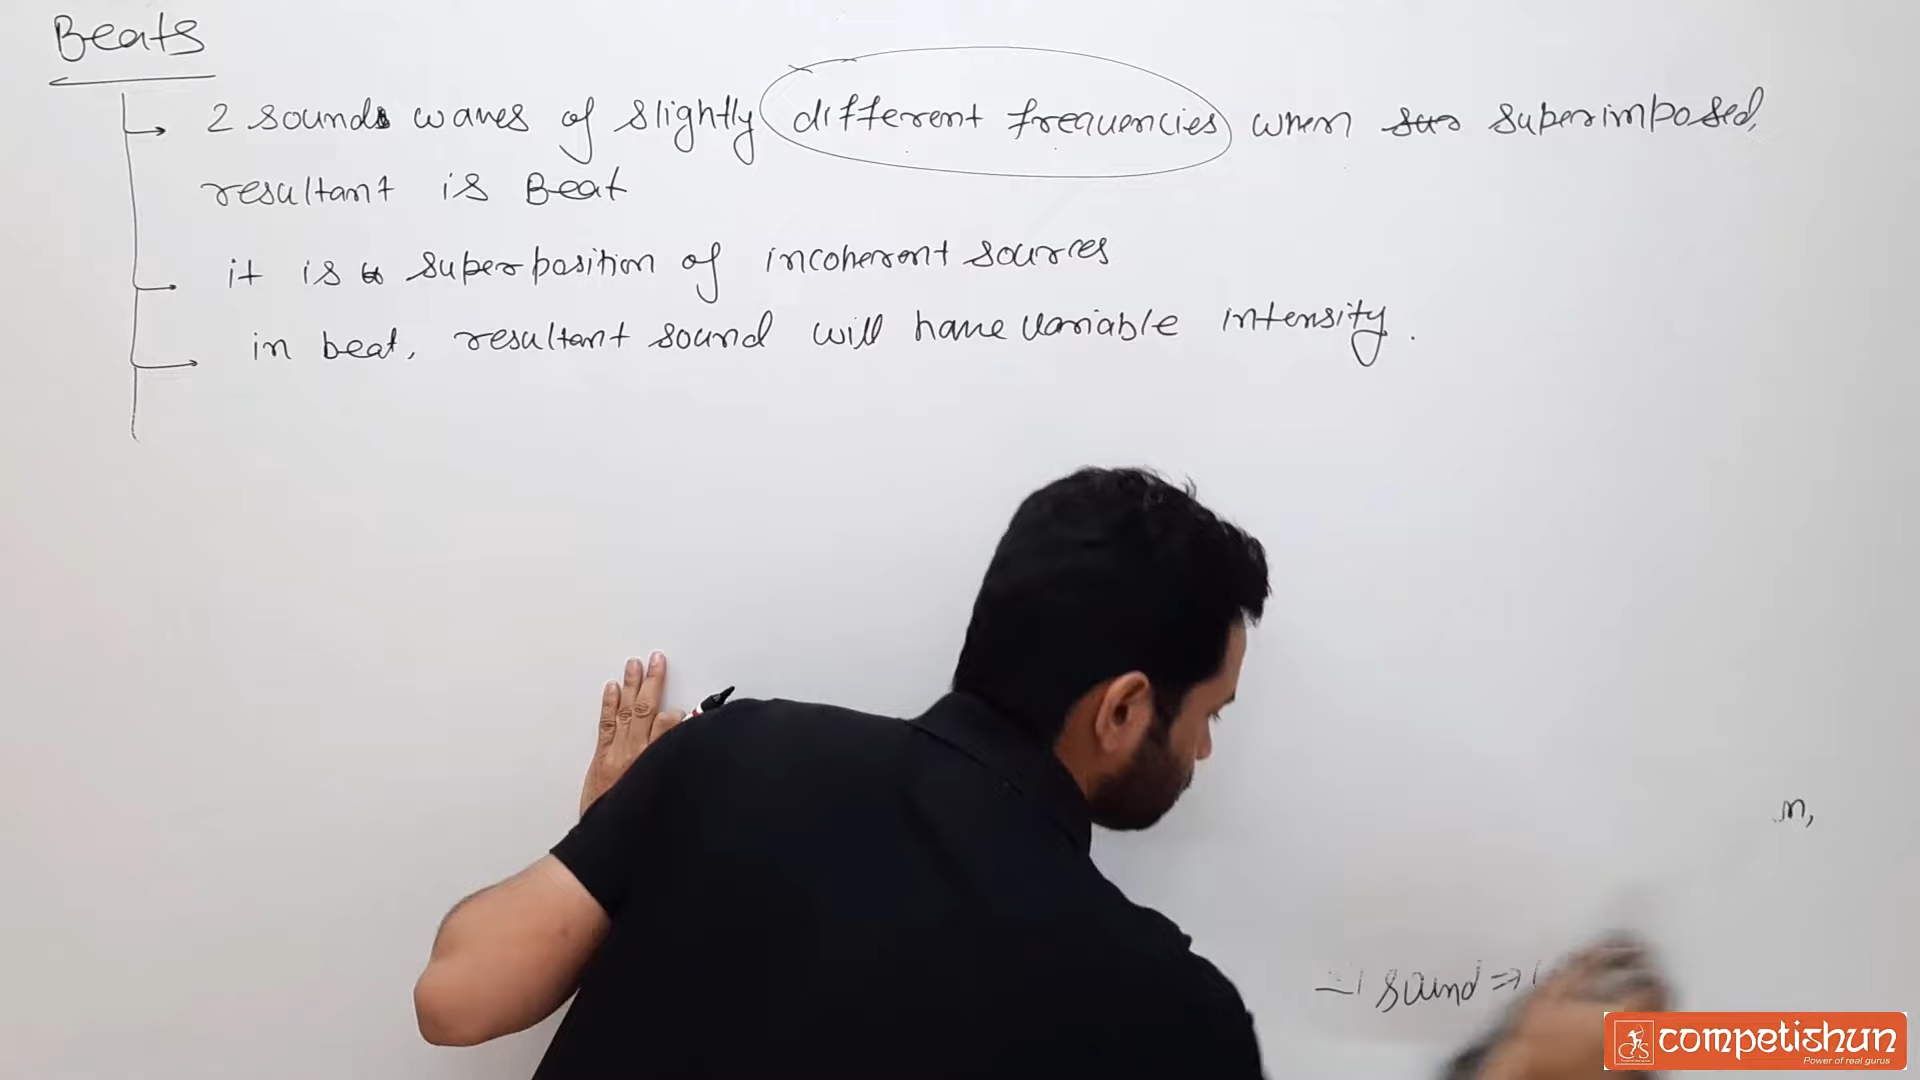 Beats
2 sounds waves of slightly different frequencies when superimposed,
resultant is Beat
it is superposition of incoherent sources
in beat, resultant sound will have variable intensity.
sound ⇒
competishun
Power of real gurus